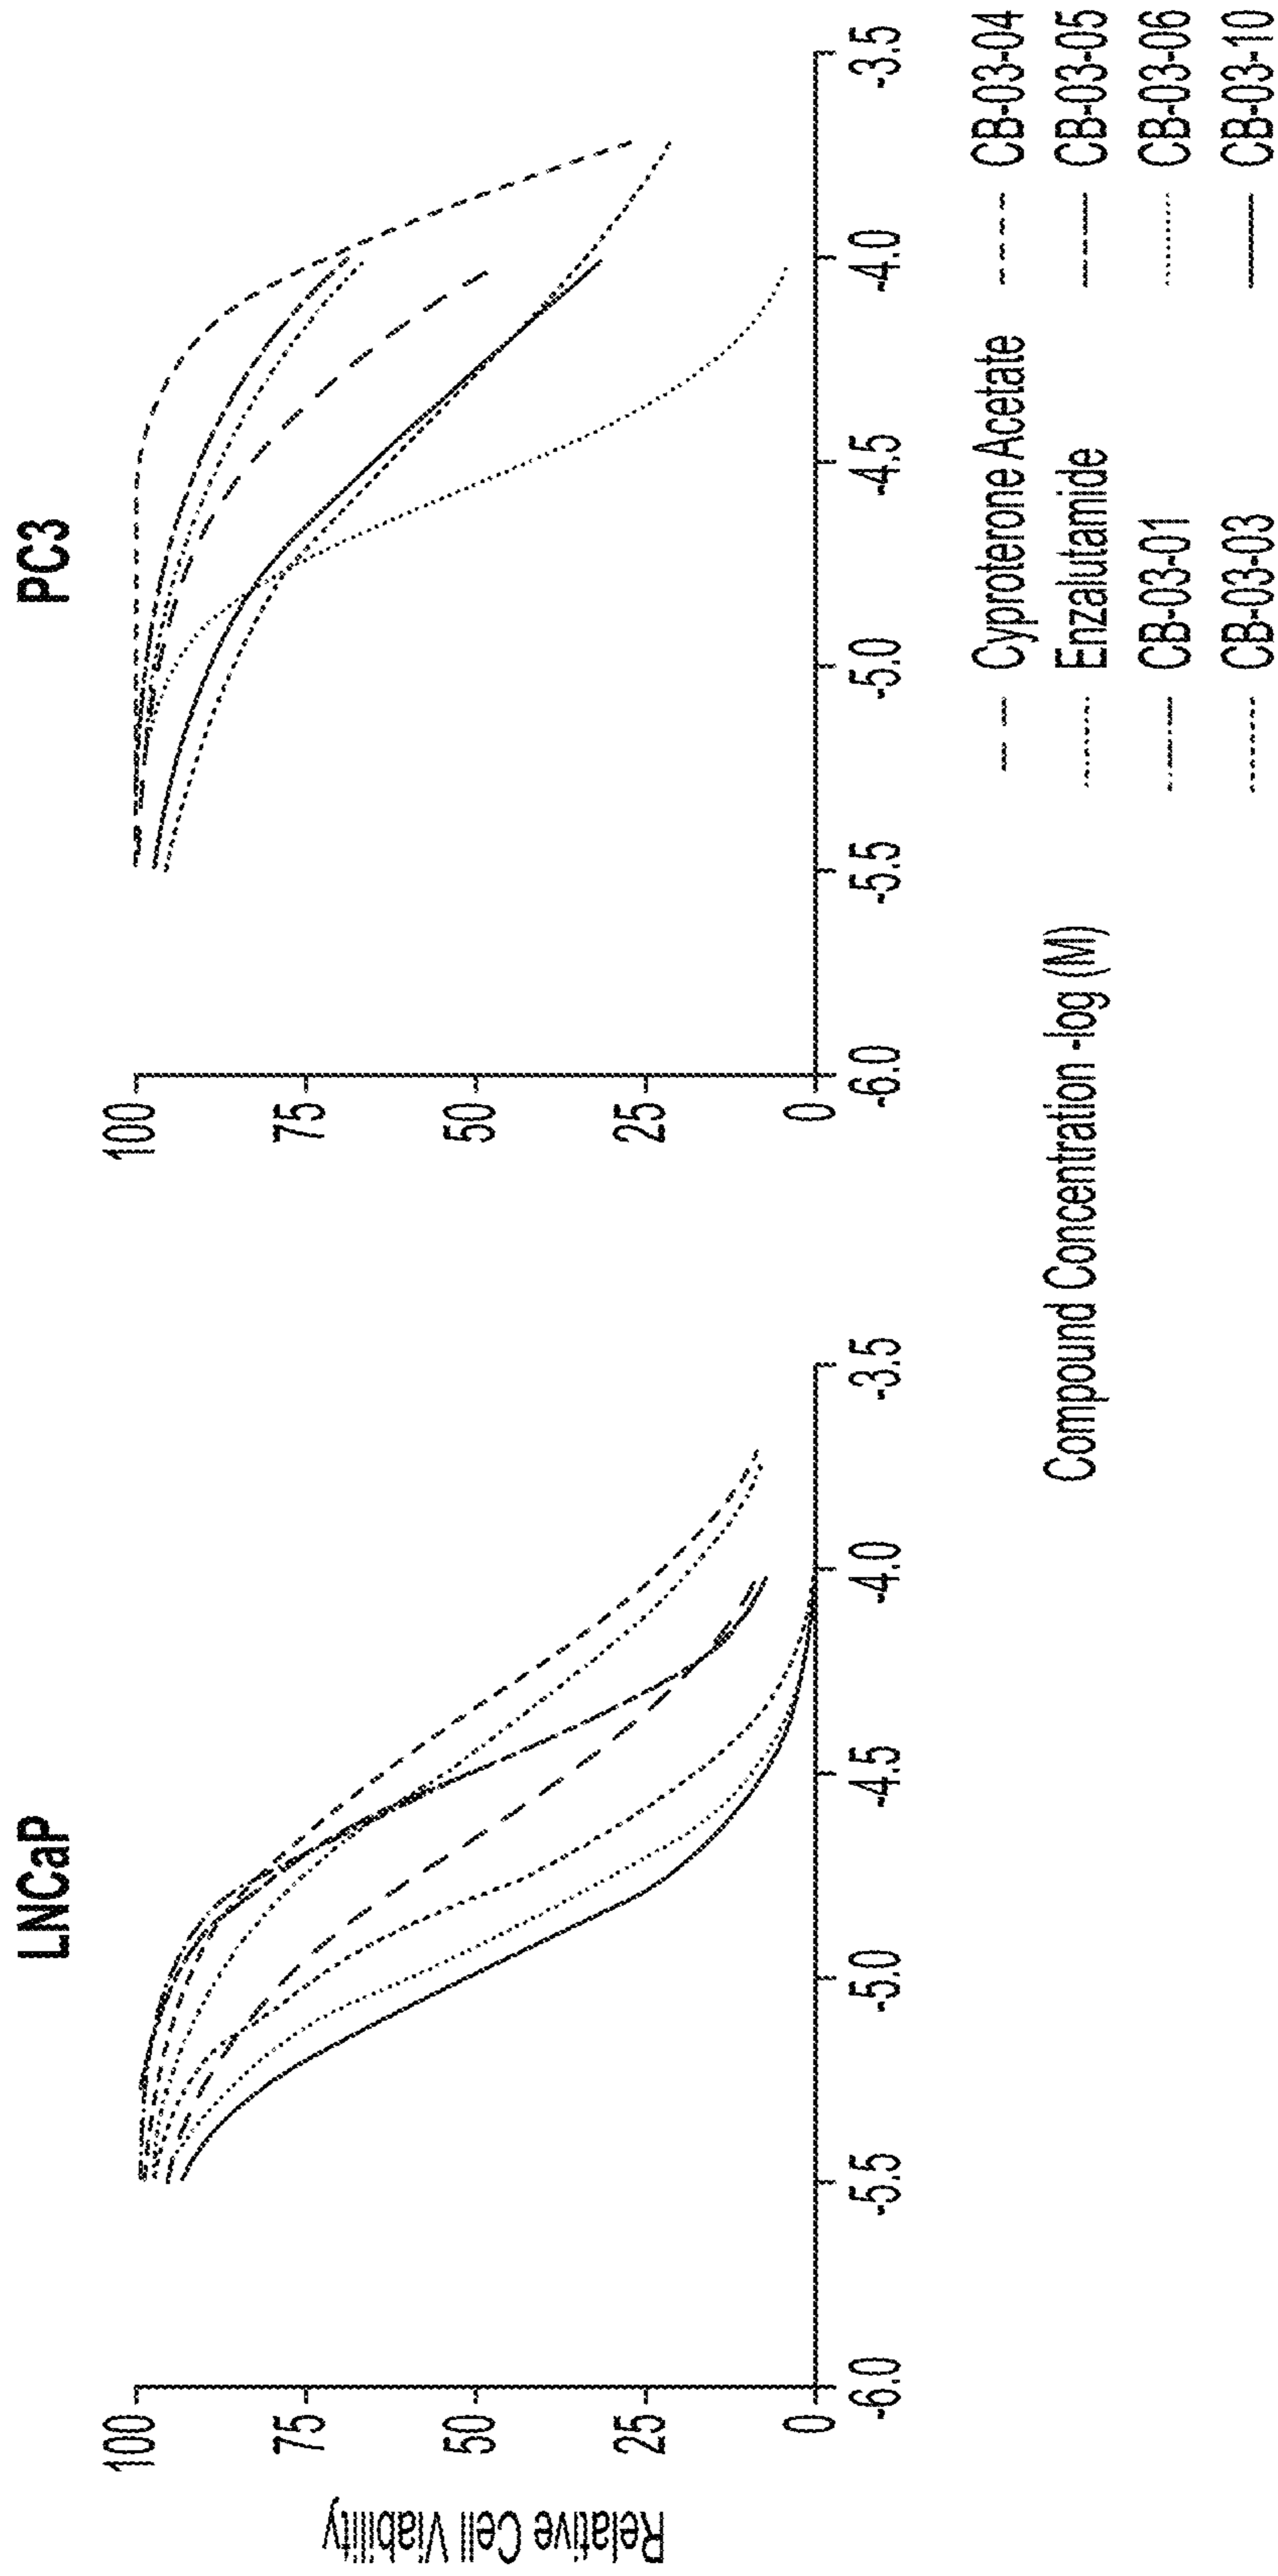 LNCaP
PC3
Relative Cell Viability
100
75
50
25
0
-6.0
-5.5
-5.0
-4.5
-4.0
-3.5
100
75
50
25
0
-6.0
-5.5
-5.0
-4.5
-4.0
-3.5
Compound Concentration -log (M)
Cyproterone Acetate
Enzalutamide
CB-03-01
CB-03-03
CB-03-04
CB-03-05
CB-03-06
CB-03-10